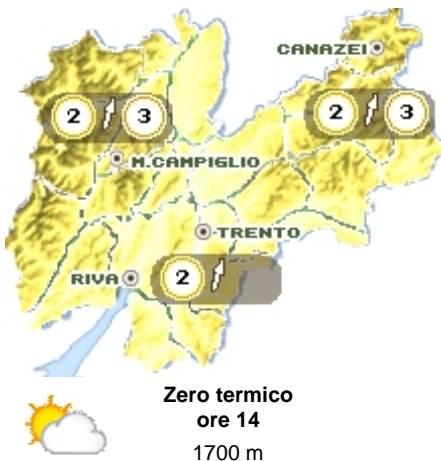 CANAZEI
2 3
2 3
M.CAMPIGLIO
TRENTO
RIVA
2
Zero termico
ore 14
1700 m